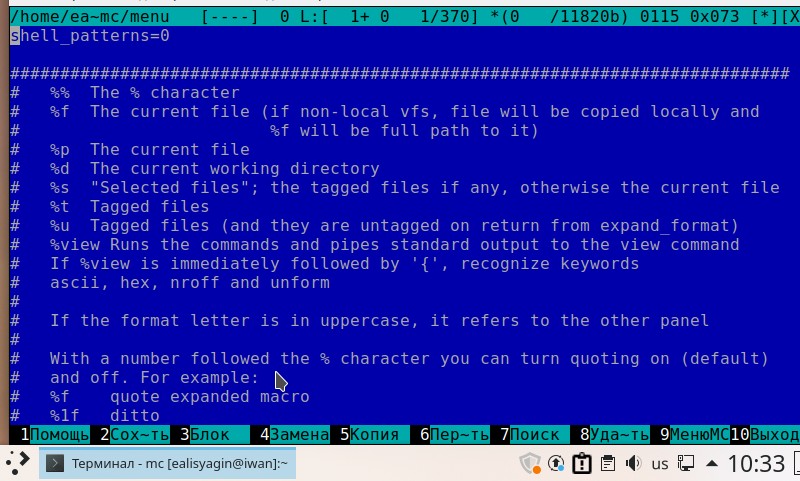 /home/ea~mc/menu   [----]  0 L:[  1+ 0   1/370] *(0   /11820b) 0115 0x073 [*][X
shell_patterns=0
##############################################################################
#   %%  The % character
#   %f  The current file (if non-local vfs, file will be copied locally and
#                         %f will be full path to it)
#   %p  The current file
#   %d  The current working directory
#   %s  "Selected files"; the tagged files if any, otherwise the current file
#   %t  Tagged files
#   %u  Tagged files (and they are untagged on return from expand_format)
#   %view Runs the commands and pipes standard output to the view command
#   If %view is immediately followed by '{', recognize keywords
#   ascii, hex, nroff and unform
#
#   If the format letter is in uppercase, it refers to the other panel
#
#   With a number followed the % character you can turn quoting on (default)
#   and off. For example:
#   %f    quote expanded macro
#   %1f   ditto
1Помощь 2Сох~ть 3Блок 4Замена 5Копия 6Пер~ть 7Поиск 8Уда~ть 9МенюMC 10Выход
Терминал - mc [ealisyagin@iwan]:~ us 10:33